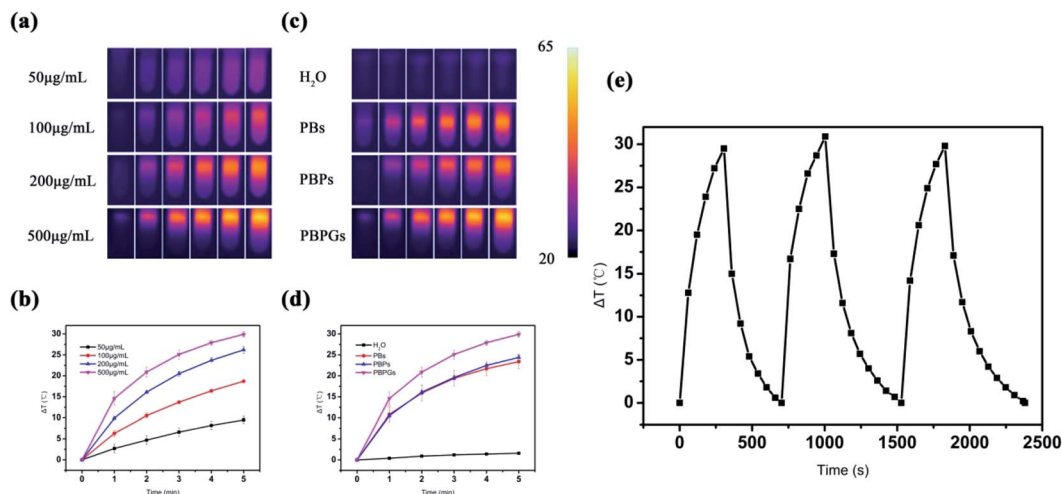 (a)
50μg/mL
100μg/mL
200μg/mL
500μg/mL
(c)
H₂O
PBs
PBPs
PBPGs
65
20
(b)
ΔT (℃)
30
25
20
15
10
5
0
50μg/mL
100μg/mL
200μg/mL
500μg/mL
0 1 2 3 4 5
Time (min)
(d)
ΔT (℃)
30
25
20
15
10
5
0
H₂O
PBs
PBPs
PBPGs
0 1 2 3 4 5
Time (min)
(e)
ΔT (℃)
30
25
20
15
10
5
0
0 500 1000 1500 2000 2500
Time (s)